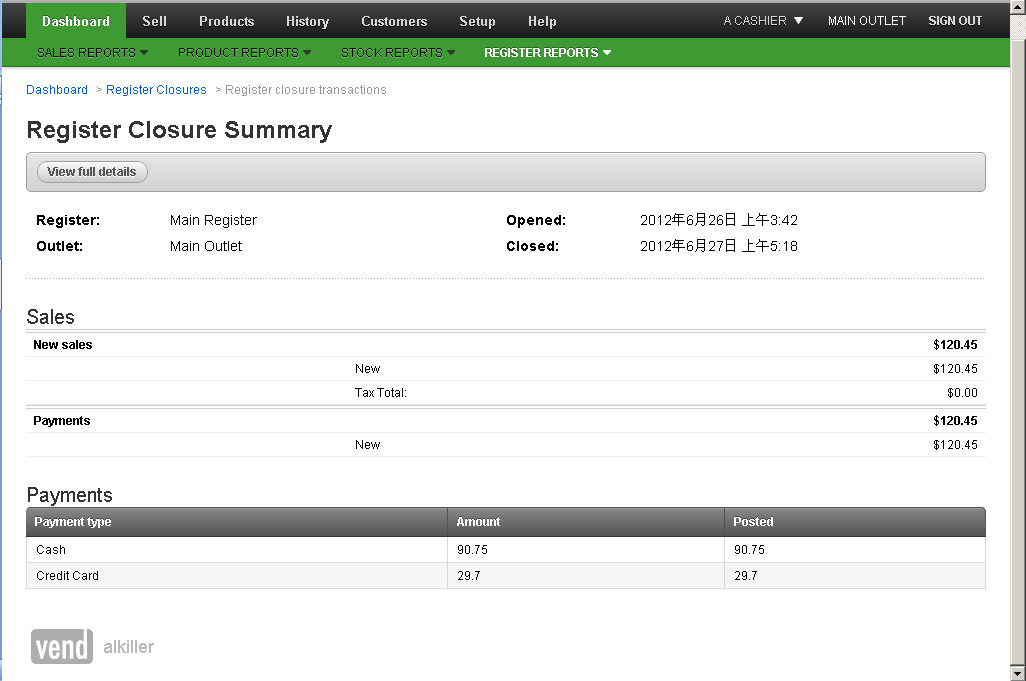 Dashboard Sell Products History Customers Setup Help A CASHIER ▼ MAIN OUTLET SIGN OUT
SALES REPORTS PRODUCT REPORTS STOCK REPORTS REGISTER REPORTS
Dashboard > Register Closures > Register closure transactions
Register Closure Summary
View full details
Register: Main Register Opened: 2012年6月26日 上午3:42
Outlet: Main Outlet Closed: 2012年6月27日 上午5:18
Sales
New sales $120.45
New $120.45
Tax Total: $0.00
Payments $120.45
New $120.45
Payments
Payment type Amount Posted
Cash 90.75 90.75
Credit Card 29.7 29.7
vend alkiller